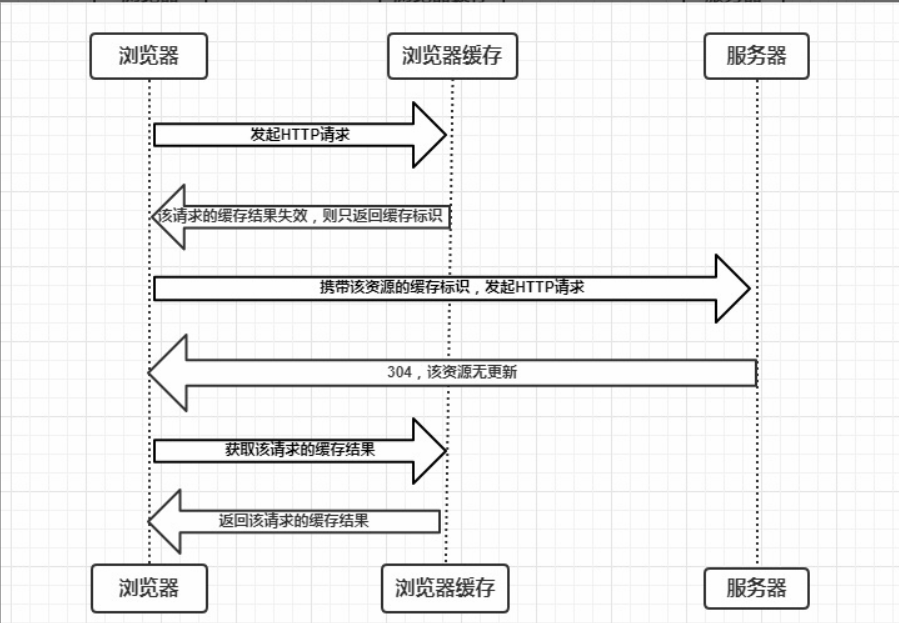 浏览器
浏览器缓存
服务器
发起HTTP请求
该请求的缓存结果失效，则只返回缓存标识
携带该资源的缓存标识，发起HTTP请求
304，该资源无更新
获取该请求的缓存结果
返回该请求的缓存结果
浏览器
浏览器缓存
服务器